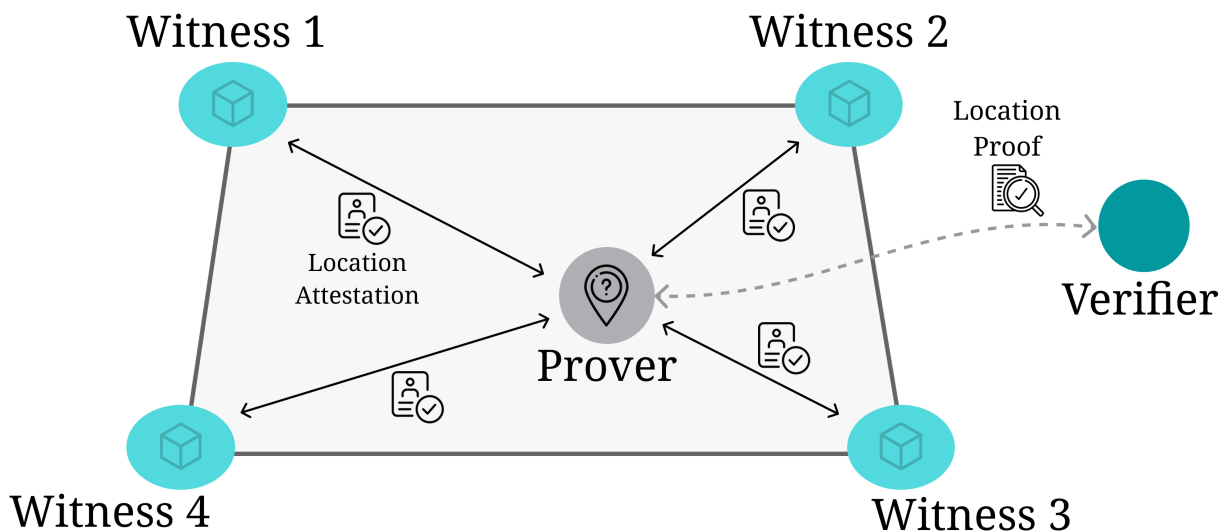 Witness 1
Witness 2
Location
Proof
Location
Attestation
?
Verifier
Prover
Witness 4
Witness 3